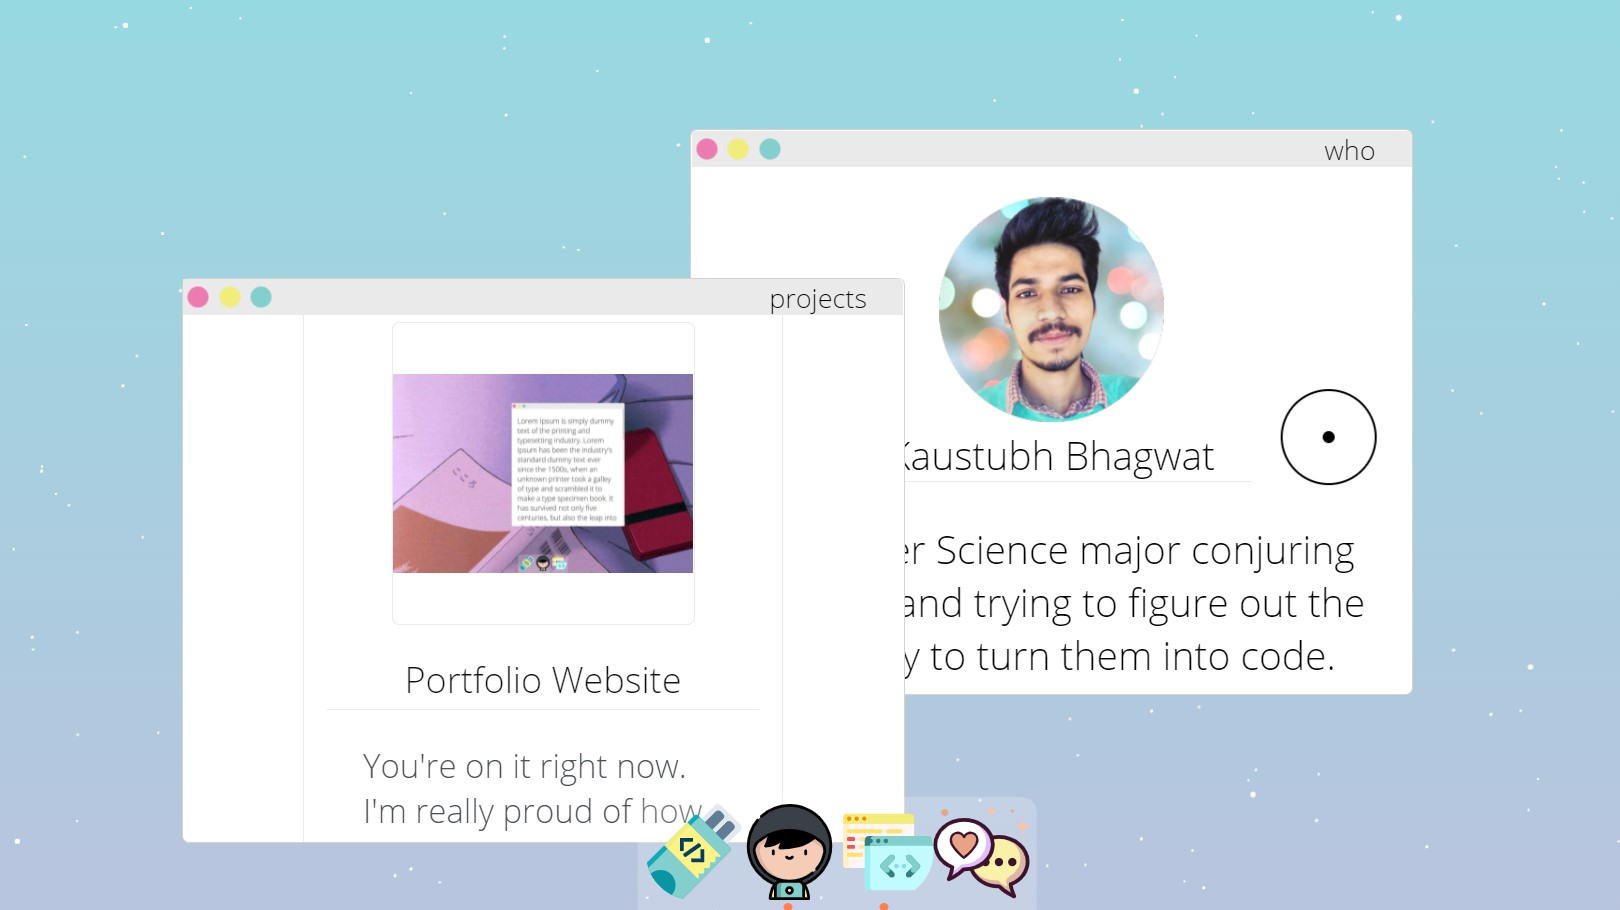 who
projects
Kaustubh Bhagwat
er Science major conjuring
and trying to figure out the
y to turn them into code.
Lorem Ipsum is simply dummy
text of the printing and
typesetting industry. Lorem
Ipsum has been the industry's
standard dummy text ever
since the 1500s, when an
unknown printer took a galley
of type and scrambled it to
make a type specimen book. It
has survived not only five
centuries, but also the leap into
こころ
Portfolio Website
You're on it right now.
I'm really proud of how